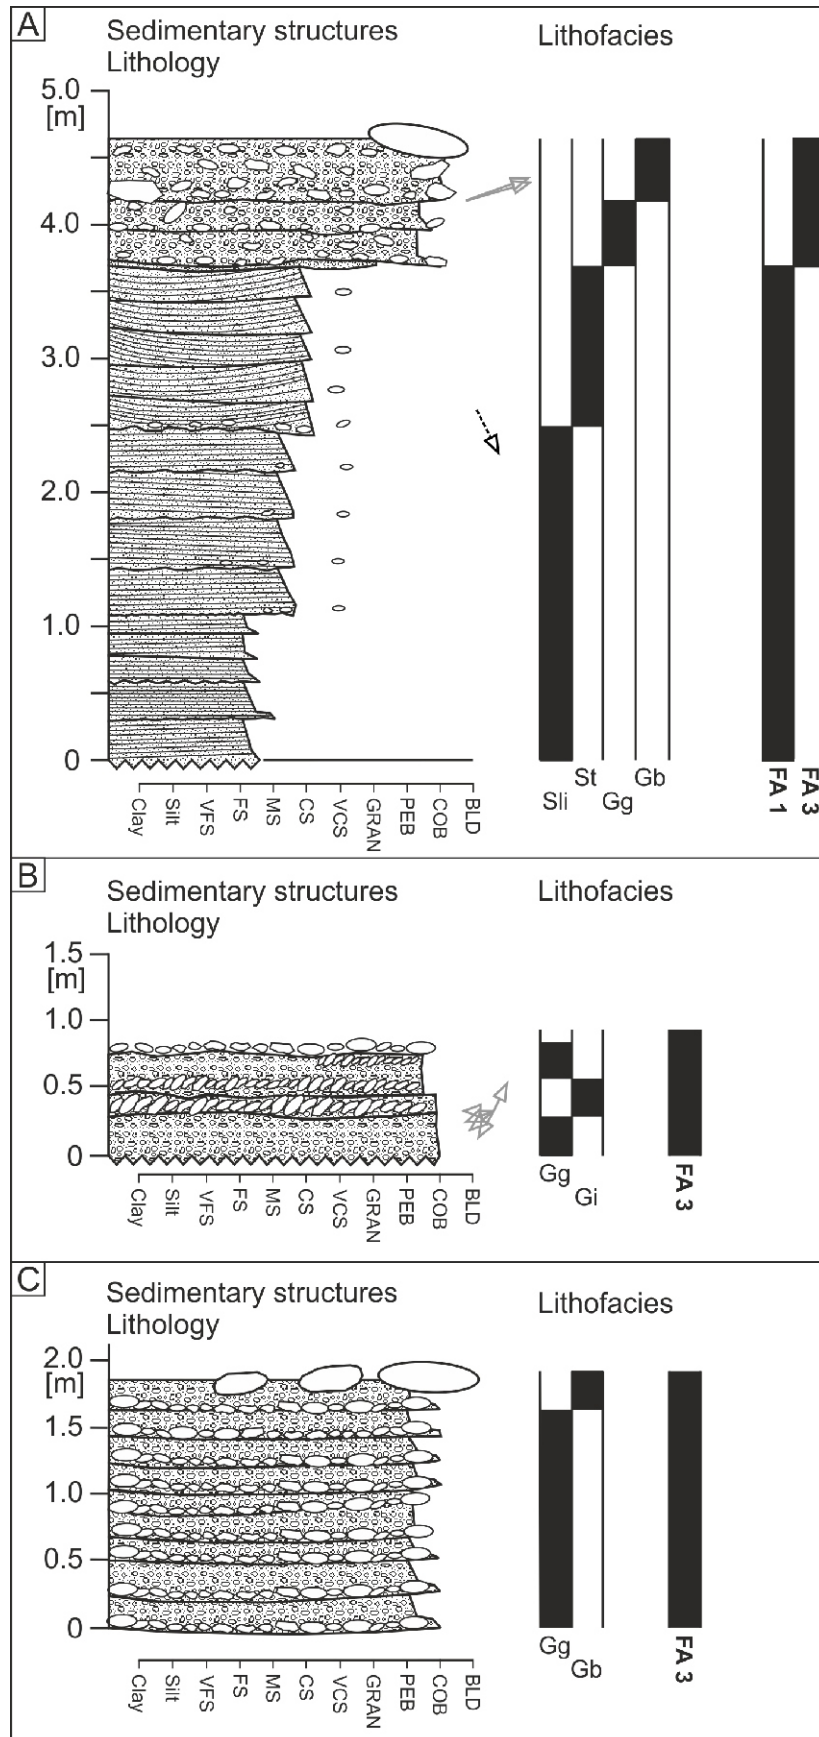 A
Sedimentary structures
Lithology
Lithofacies
5.0
[m]
4.0
3.0
2.0
1.0
0
Clay
Silt
VFS
FS
MS
CS
VCS
GRAN
PEB
COB
BLD
Sli
St
Gg
Gb
FA 1
FA 3
B
Sedimentary structures
Lithology
Lithofacies
1.5
[m]
1.0
0.5
0
Clay
Silt
VFS
FS
MS
CS
VCS
GRAN
PEB
COB
BLD
Gg
Gi
FA 3
C
Sedimentary structures
Lithology
Lithofacies
2.0
[m]
1.5
1.0
0.5
0
Clay
Silt
VFS
FS
MS
CS
VCS
GRAN
PEB
COB
BLD
Gg
Gb
FA 3